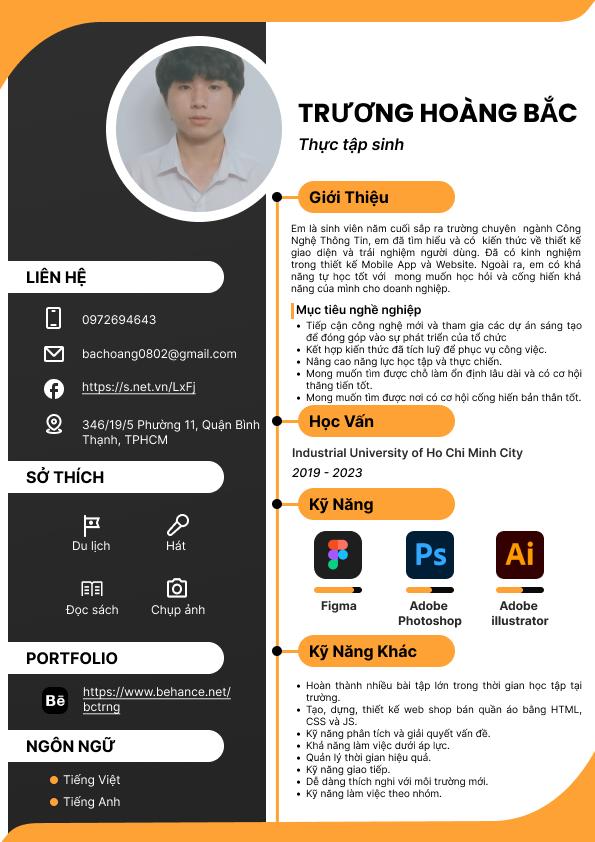 TRƯƠNG HOÀNG BẮC
Thực tập sinh
LIÊN HỆ
0972694643
bachoang0802@gmail.com
https://s.net.vn/LxFj
346/19/5 Phường 11, Quận Bình
Thạnh, TPHCM
SỞ THÍCH
Du lịch
Hát
Đọc sách
Chụp ảnh
PORTFOLIO
Bē
https://www.behance.net/
bctrng
NGÔN NGỮ
Tiếng Việt
Tiếng Anh
Giới Thiệu
Em là sinh viên năm cuối sắp ra trường chuyên ngành Công
Nghệ Thông Tin, em đã tìm hiểu và có kiến thức về thiết kế
giao diện và trải nghiệm người dùng. Đã có kinh nghiệm
trong thiết kế Mobile App và Website. Ngoài ra, em có khả
năng tự học tốt với mong muốn học hỏi và cống hiến khả
năng của mình cho doanh nghiệp.
Mục tiêu nghề nghiệp
• Tiếp cận công nghệ mới và tham gia các dự án sáng tạo
để đóng góp vào sự phát triển của tổ chức
• Kết hợp kiến thức đã tích luỹ để phục vụ công việc.
• Nâng cao năng lực học tập và thực chiến.
• Mong muốn tìm được chỗ làm ổn định lâu dài và có cơ hội
thăng tiến tốt.
• Mong muốn tìm được nơi có cơ hội cống hiến bản thân tốt.
Học Vấn
Industrial University of Ho Chi Minh City
2019 - 2023
Kỹ Năng
Ps
Ai
Figma
Adobe
Photoshop
Adobe
illustrator
Kỹ Năng Khác
• Hoàn thành nhiều bài tập lớn trong thời gian học tập tại
trường.
• Tạo, dựng, thiết kế web shop bán quần áo bằng HTML,
CSS và JS.
• Kỹ năng phân tích và giải quyết vấn đề.
• Khả năng làm việc dưới áp lực.
• Quản lý thời gian hiệu quả.
• Kỹ năng giao tiếp.
• Dễ dàng thích nghi với môi trường mới.
• Kỹ năng làm việc theo nhóm.